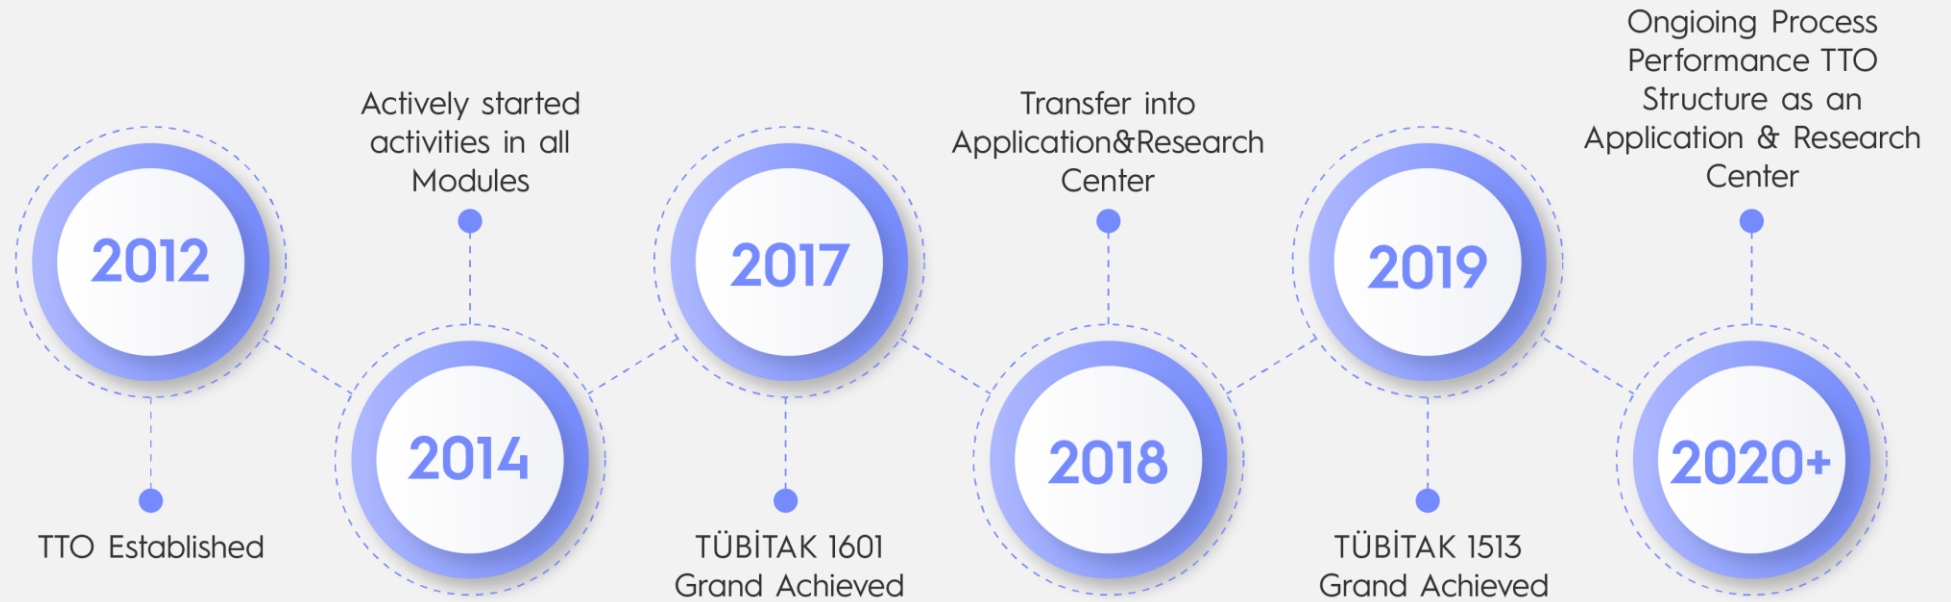 2012
TTO Established
Actively started
activities in all
Modules
2014
2017
TÜBİTAK 1601
Grand Achieved
Transfer into
Application&Research
Center
2018
2019
TÜBİTAK 1513
Grand Achieved
Ongioing Process
Performance TTO
Structure as an
Application & Research
Center
2020+